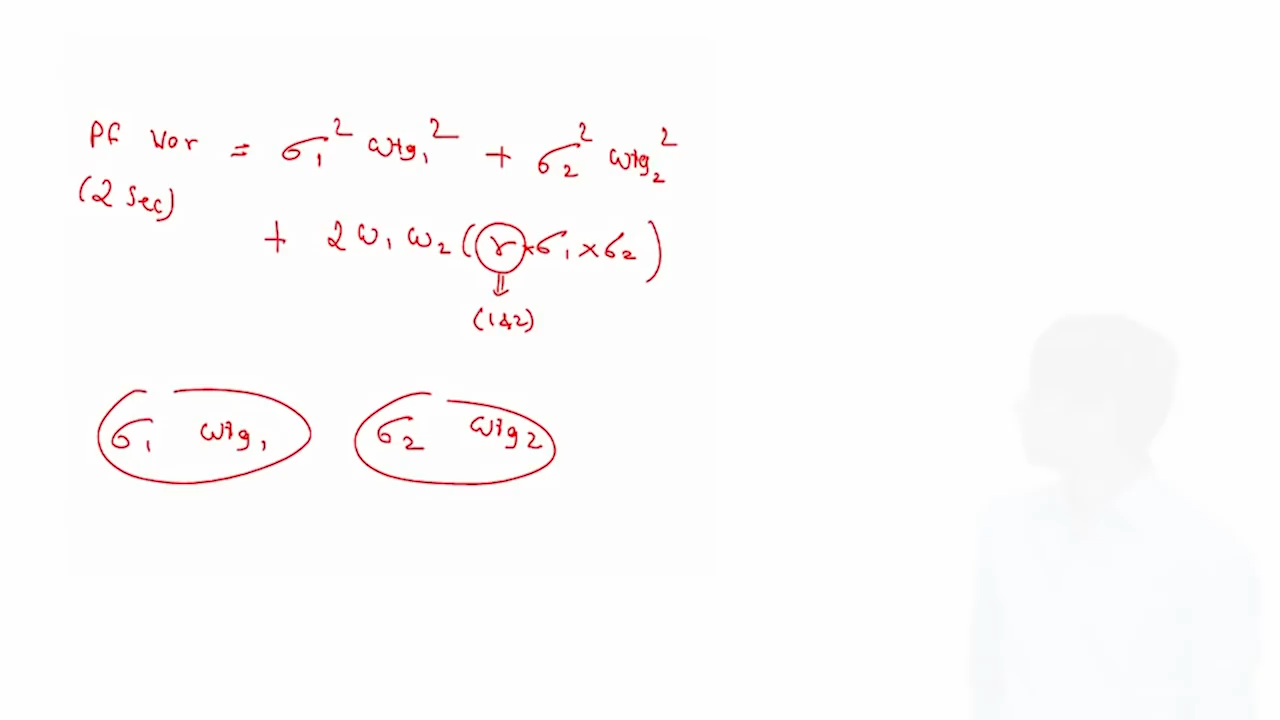 Pf Var = σ₁² wtg₁² + σ₂² wtg₂²
(2 Sec)
+ 2 w₁ w₂ (r × σ₁ × σ₂)
(1&2)
σ₁ wtg₁ σ₂ wtg₂